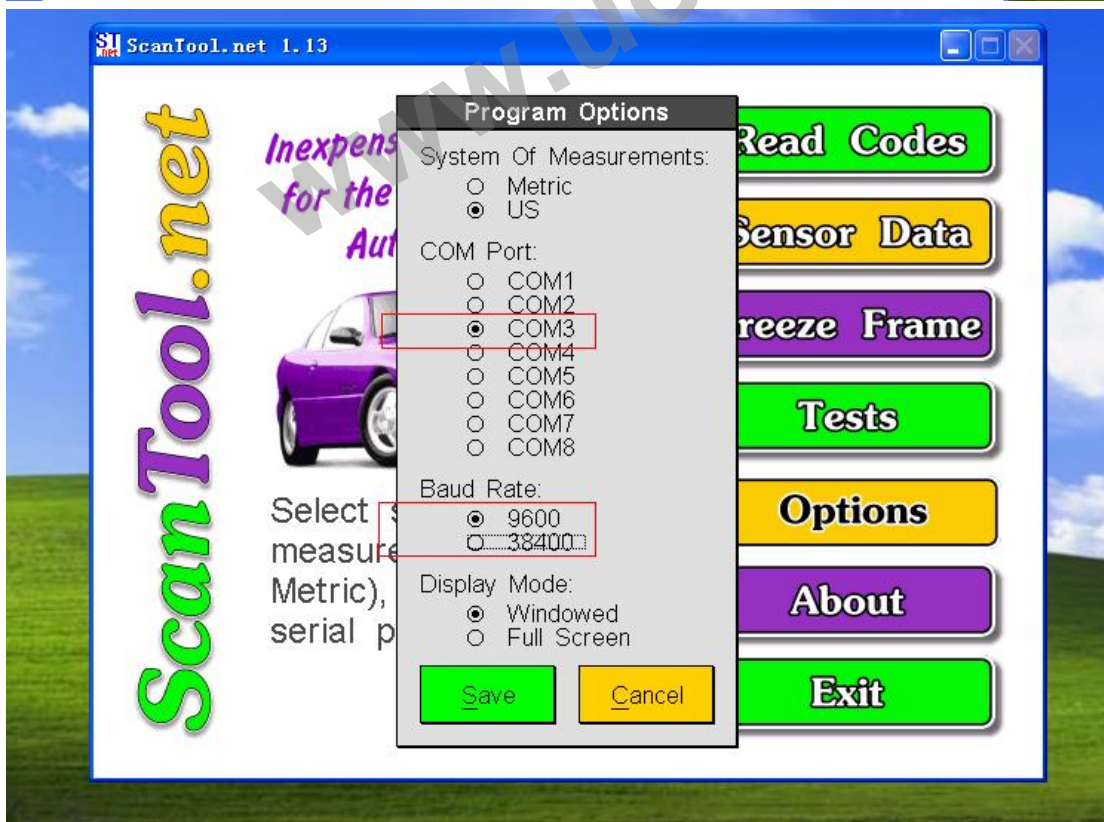 ScanTool.net 1.13
ScanTool.net
Inexpens
for the
Aut
Select
measure
Metric),
serial p
Program Options
System Of Measurements:
Metric
US
COM Port:
COM1
COM2
COM3
COM4
COM5
COM6
COM7
COM8
Baud Rate:
9600
38400
Display Mode:
Windowed
Full Screen
Save
Cancel
Read Codes
Sensor Data
reeze Frame
Tests
Options
About
Exit